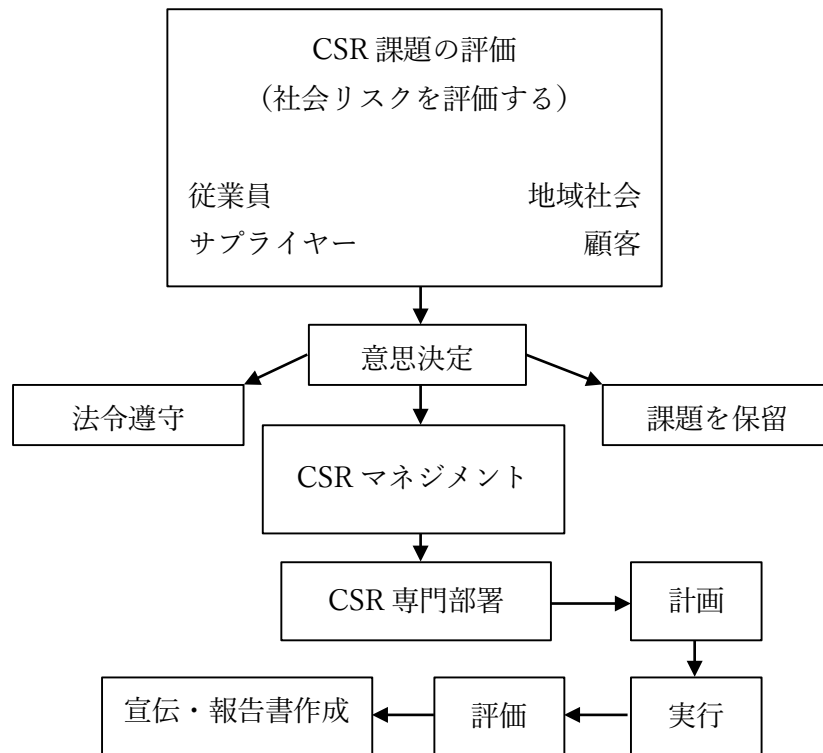 CSR 課題の評価
（社会リスクを評価する）
従業員 地域社会
サプライヤー 顧客
意思決定
法令遵守 課題を保留
CSR マネジメント
CSR 専門部署 計画
宣伝・報告書作成 評価 実行